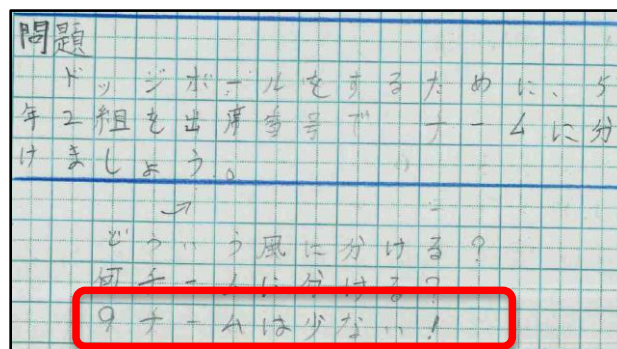 問題
ドッジボールをするために、5
年2組を出席番号で チームに分
けましょう。
どういう風に分ける?
何チームに分ける?
9チームは少ない!